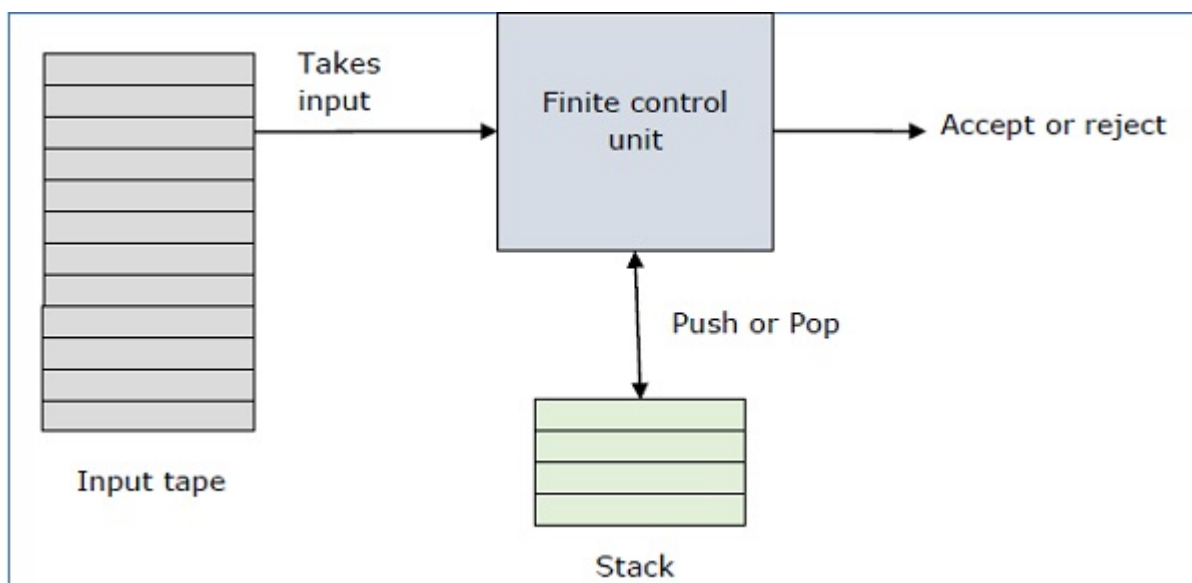 Takes
input
Finite control
unit
Accept or reject
Push or Pop
Input tape
Stack